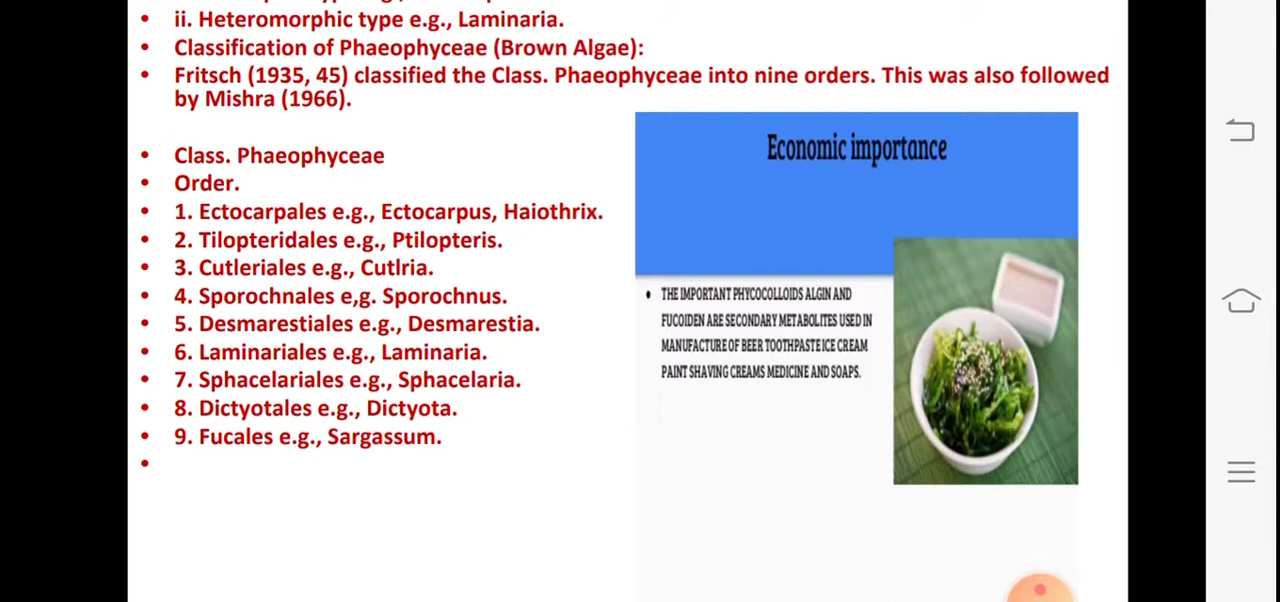 ii. Heteromorphic type e.g., Laminaria.
Classification of Phaeophyceae (Brown Algae):
Fritsch (1935, 45) classified the Class. Phaeophyceae into nine orders. This was also followed
by Mishra (1966).
Class. Phaeophyceae
Order.
1. Ectocarpales e.g., Ectocarpus, Haiothrix.
2. Tilopteridales e.g., Ptilopteris.
3. Cutleriales e.g., Cutlria.
4. Sporochnales e,g. Sporochnus.
5. Desmarestiales e.g., Desmarestia.
6. Laminariales e.g., Laminaria.
7. Sphacelariales e.g., Sphacelaria.
8. Dictyotales e.g., Dictyota.
9. Fucales e.g., Sargassum.
Economic importance
THE IMPORTANT PHYCOCOLLOIDS ALGIN AND
FUCOIDEN ARE SECONDARY METABOLITES USED IN
MANUFACTURE OF BEER TOOTHPASTE ICE CREAM
PAINT SHAVING CREAMS MEDICINE AND SOAPS.